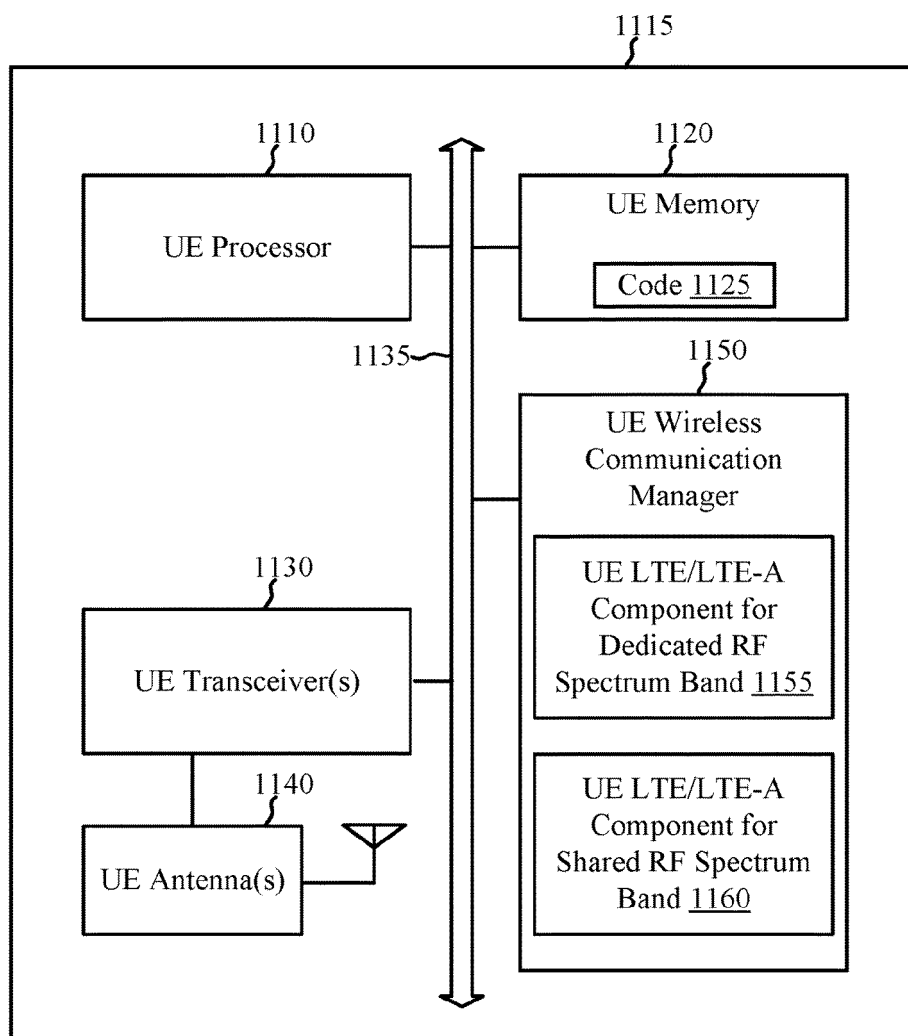 1115
1110
UE Processor
1120
UE Memory
Code 1125
1135
1150
UE Wireless
Communication
Manager
UE LTE/LTE-A
Component for
Dedicated RF
Spectrum Band 1155
1130
UE Transceiver(s)
1140
UE Antenna(s)
UE LTE/LTE-A
Component for
Shared RF Spectrum
Band 1160